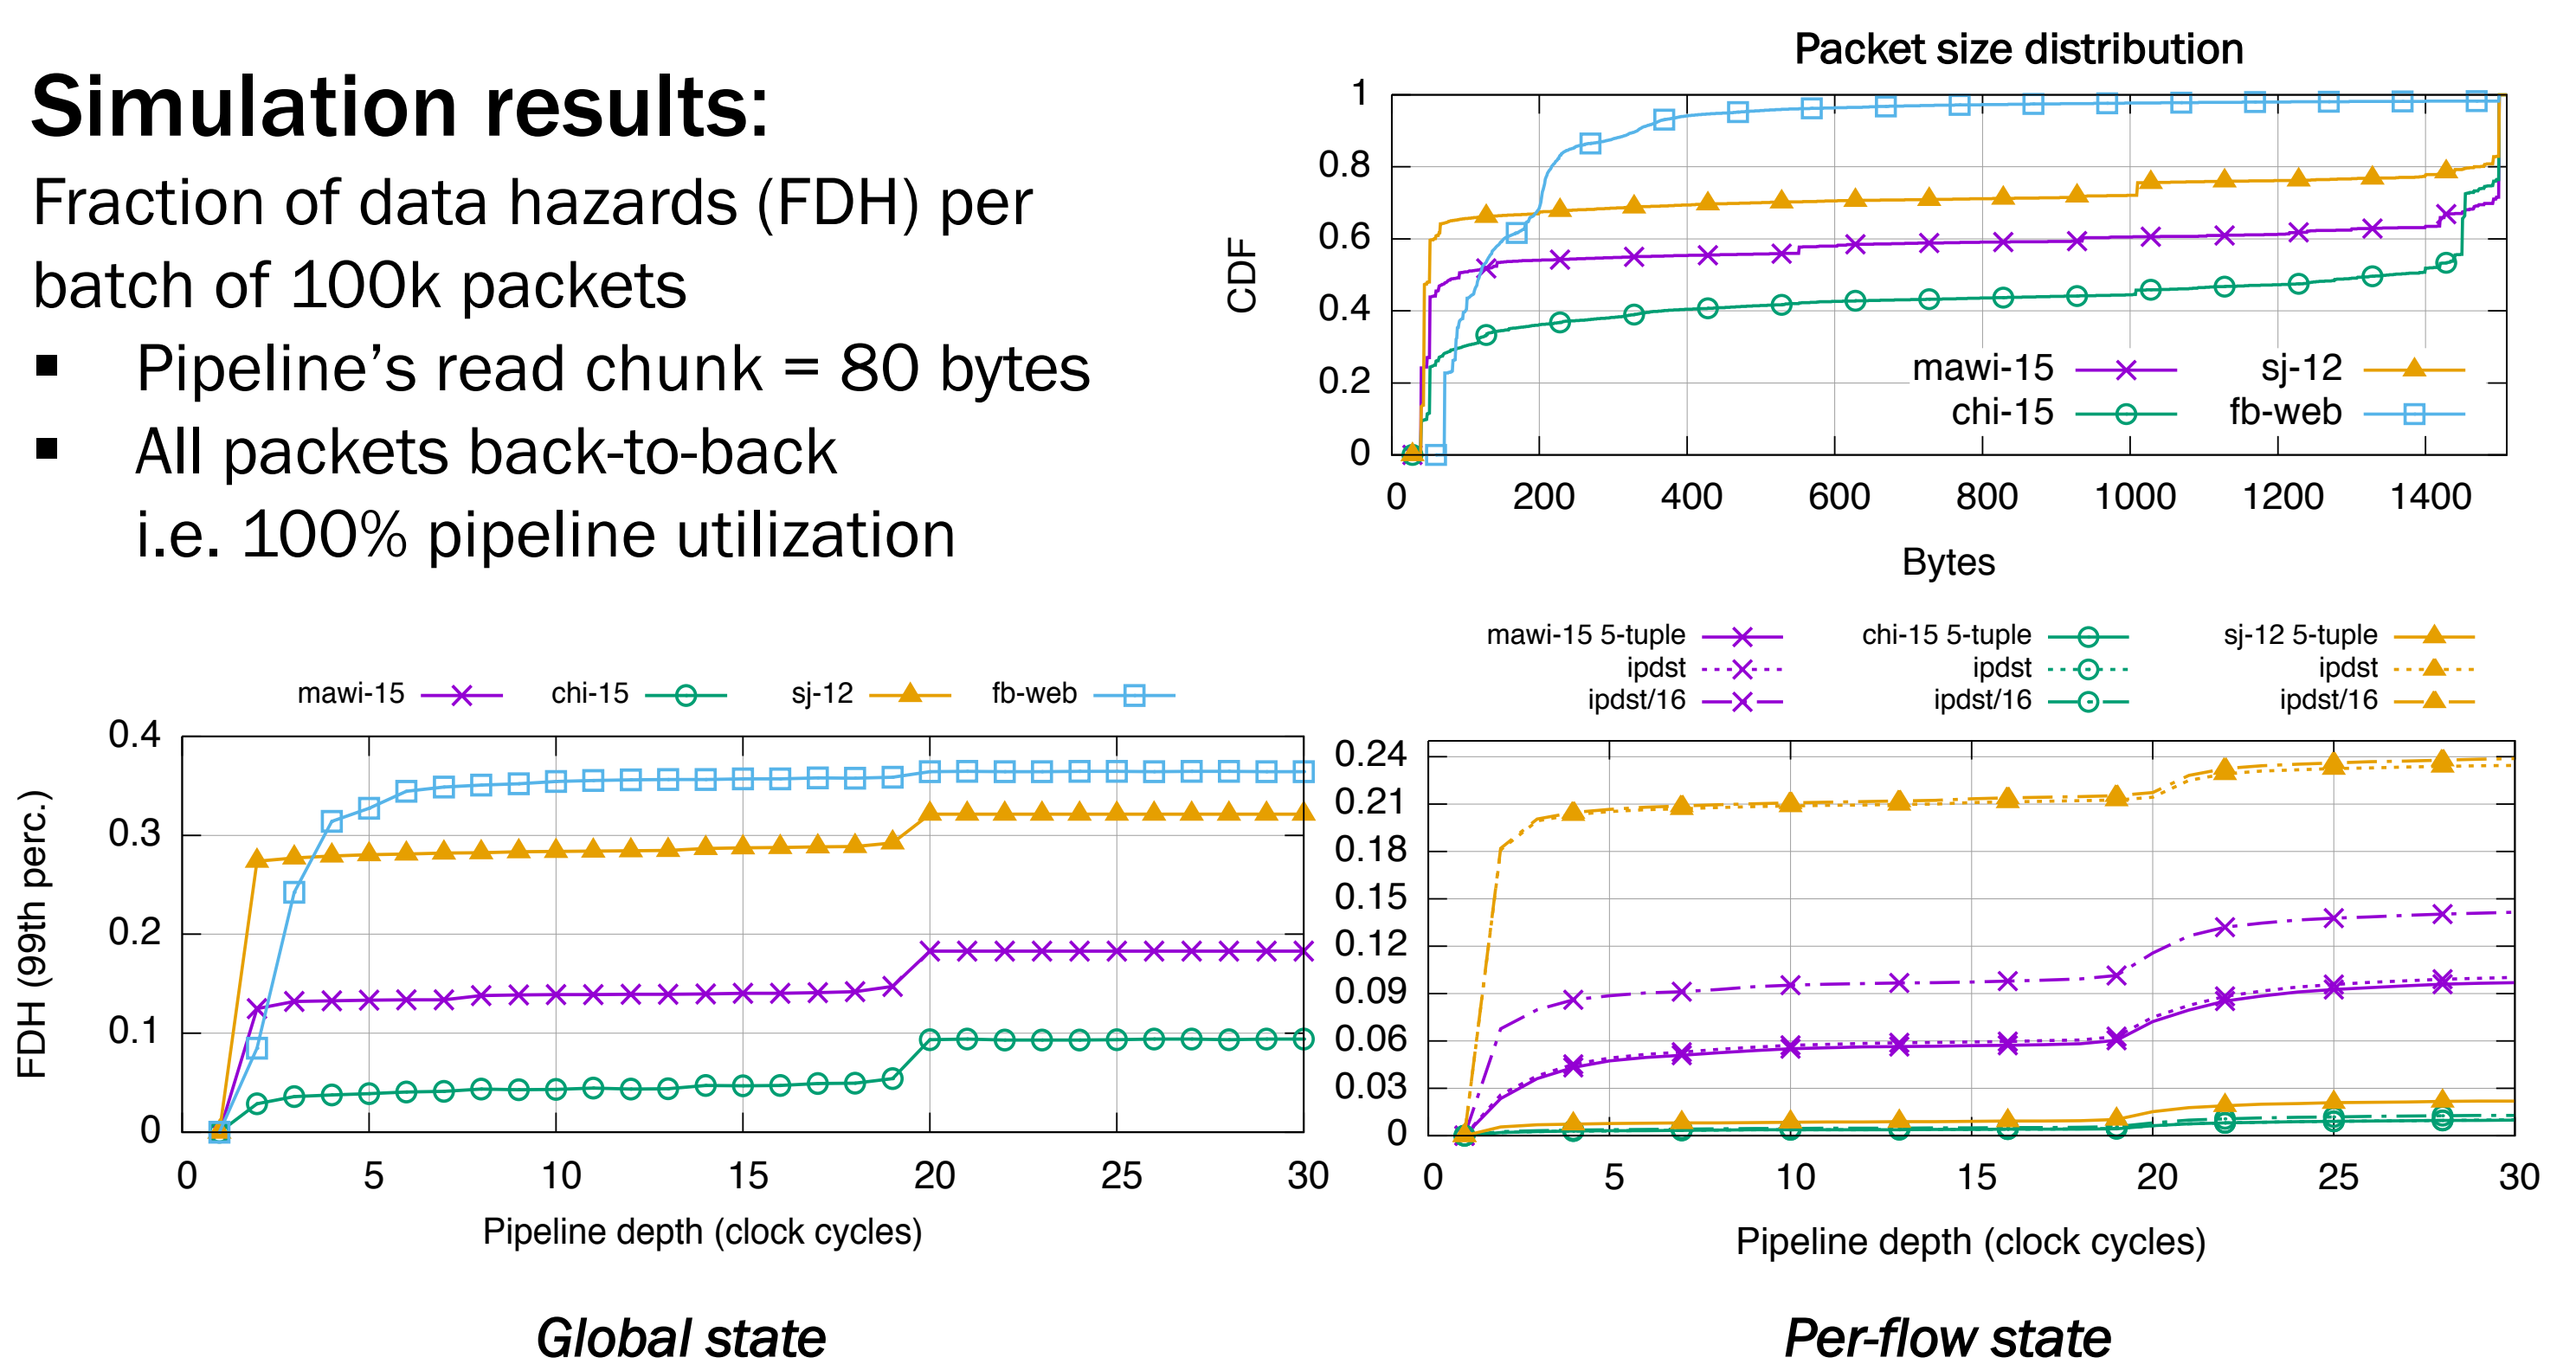 Simulation results:
Fraction of data hazards (FDH) per
batch of 100k packets
▪ Pipeline’s read chunk = 80 bytes
▪ All packets back-to-back
i.e. 100% pipeline utilization
Packet size distribution
CDF
1
0.8
0.6
0.4
0.2
0
mawi-15 sj-12
chi-15 fb-web
0 200 400 600 800 1000 1200 1400
Bytes
mawi-15 chi-15 sj-12 fb-web
FDH (99th perc.)
0.4
0.3
0.2
0.1
0
0 5 10 15 20 25 30
Pipeline depth (clock cycles)
Global state
mawi-15 5-tuple chi-15 5-tuple sj-12 5-tuple
ipdst ipdst ipdst
ipdst/16 ipdst/16 ipdst/16
0.24
0.21
0.18
0.15
0.12
0.09
0.06
0.03
0
0 5 10 15 20 25 30
Pipeline depth (clock cycles)
Per-flow state